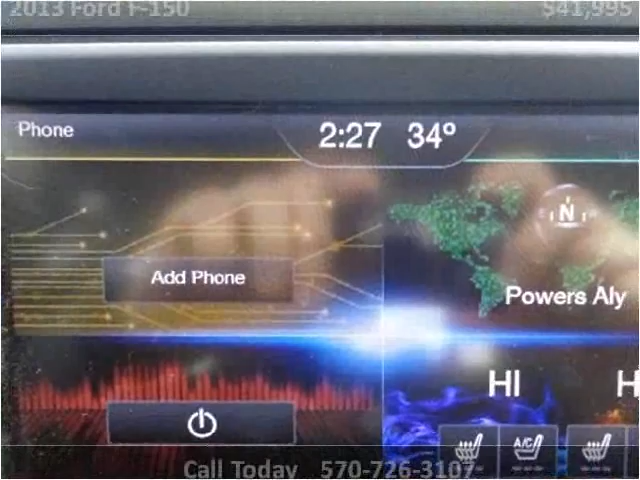 2013 Ford F-150 $41,995
Phone 2:27 34°
N
Add Phone
Powers Aly
HI H
A/C
Call Today 570-726-3107